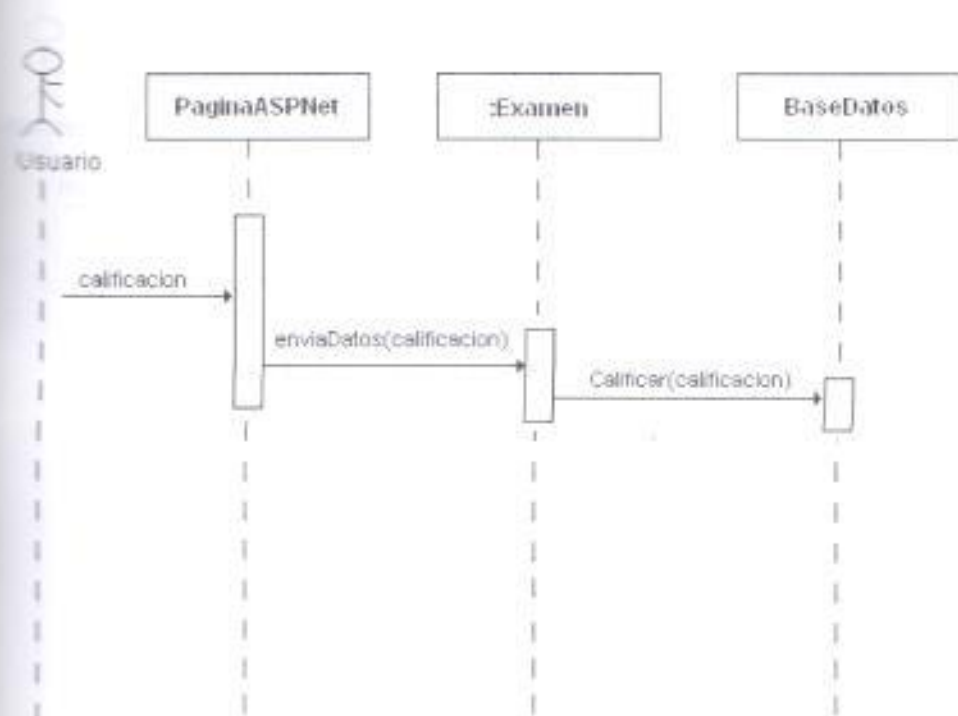 PaginaASPNet
:Examen
BaseDatos
Usuario
calificacion
enviaDatos(calificacion)
Calificar(calificacion)